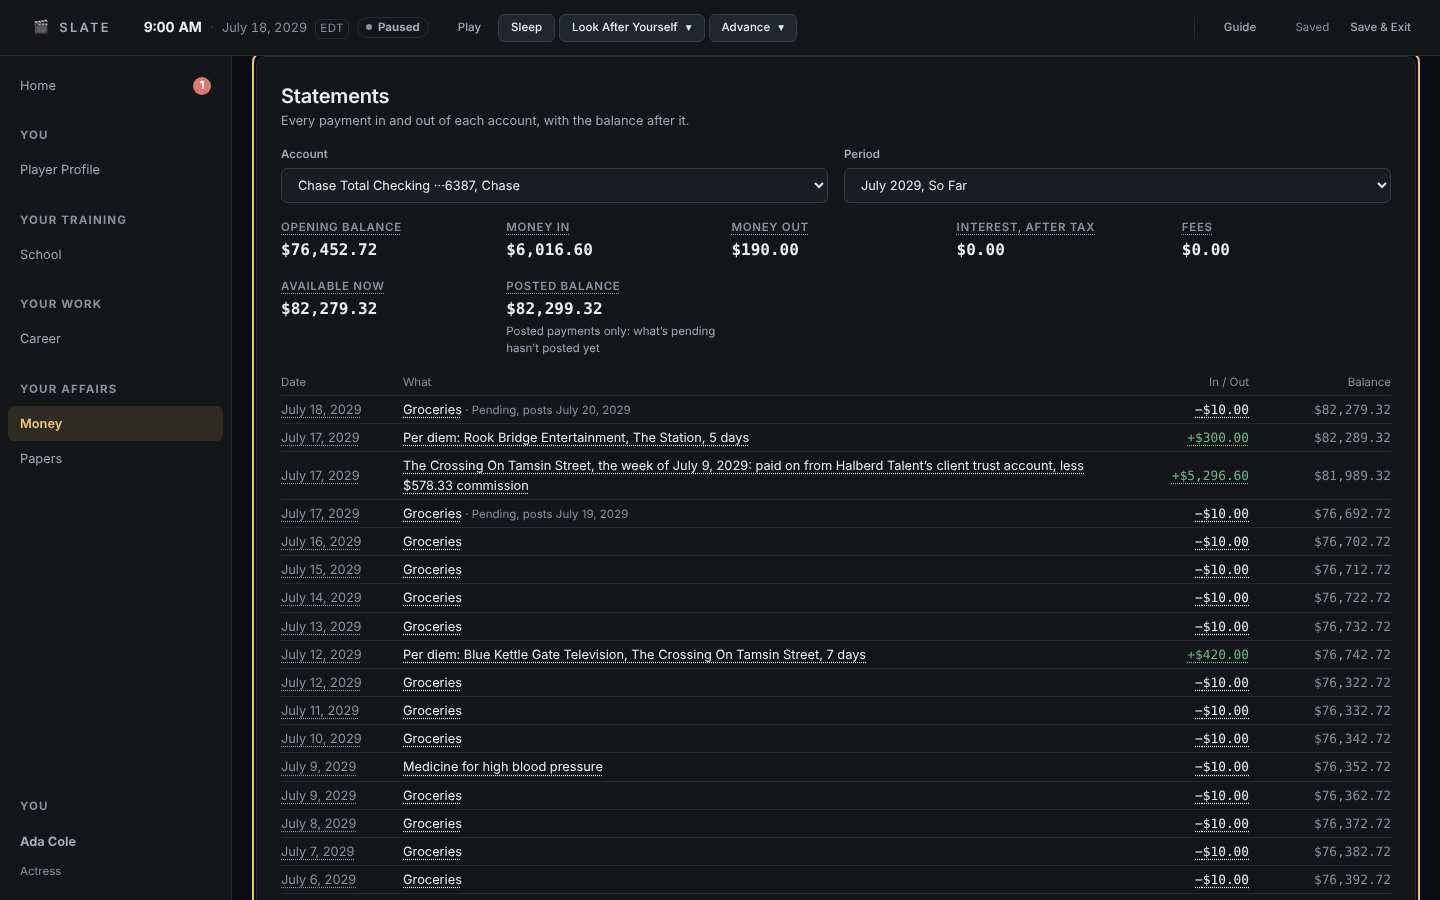 SLATE
9:00 AM · July 18, 2029 EDT Paused Play Sleep Look After Yourself ▾ Advance ▾ Guide Saved Save & Exit
Home 1
YOU
Player Profile
YOUR TRAINING
School
YOUR WORK
Career
YOUR AFFAIRS
Money
Papers
YOU
Ada Cole
Actress
Statements
Every payment in and out of each account, with the balance after it.
Account
Chase Total Checking ···6387, Chase
Period
July 2029, So Far
OPENING BALANCE
$76,452.72
MONEY IN
$6,016.60
MONEY OUT
$190.00
INTEREST, AFTER TAX
$0.00
FEES
$0.00
AVAILABLE NOW
$82,279.32
POSTED BALANCE
$82,299.32
Posted payments only: what's pending
hasn't posted yet
Date What In / Out Balance
July 18, 2029 Groceries · Pending, posts July 20, 2029 −$10.00 $82,279.32
July 17, 2029 Per diem: Rook Bridge Entertainment, The Station, 5 days +$300.00 $82,289.32
July 17, 2029 The Crossing On Tamsin Street, the week of July 9, 2029: paid on from Halberd Talent's client trust account, less
$578.33 commission +$5,296.60 $81,989.32
July 17, 2029 Groceries · Pending, posts July 19, 2029 −$10.00 $76,692.72
July 16, 2029 Groceries −$10.00 $76,702.72
July 15, 2029 Groceries −$10.00 $76,712.72
July 14, 2029 Groceries −$10.00 $76,722.72
July 13, 2029 Groceries −$10.00 $76,732.72
July 12, 2029 Per diem: Blue Kettle Gate Television, The Crossing On Tamsin Street, 7 days +$420.00 $76,742.72
July 12, 2029 Groceries −$10.00 $76,322.72
July 11, 2029 Groceries −$10.00 $76,332.72
July 10, 2029 Groceries −$10.00 $76,342.72
July 9, 2029 Medicine for high blood pressure −$10.00 $76,352.72
July 9, 2029 Groceries −$10.00 $76,362.72
July 8, 2029 Groceries −$10.00 $76,372.72
July 7, 2029 Groceries −$10.00 $76,382.72
July 6, 2029 Groceries −$10.00 $76,392.72